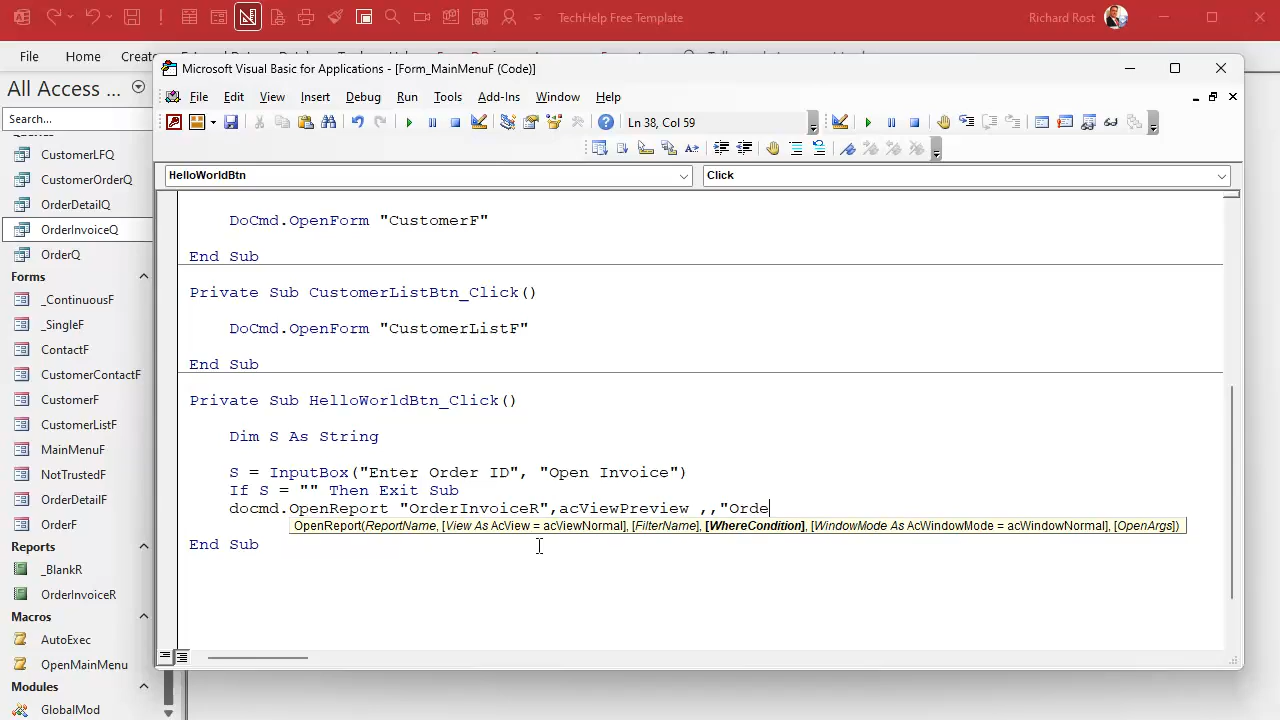 TechHelp Free Template
Richard Rost
File
Home
Create
All Access ...
Search...
CustomerLFQ
CustomerOrderQ
OrderDetailQ
OrderInvoiceQ
OrderQ
Forms
_ContinuousF
_SingleF
ContactF
CustomerContactF
CustomerF
CustomerListF
MainMenuF
NotTrustedF
OrderDetailF
OrderF
Reports
_BlankR
OrderInvoiceR
Macros
AutoExec
OpenMainMenu
Modules
GlobalMod
Microsoft Visual Basic for Applications - [Form_MainMenuF (Code)]
File Edit View Insert Format Debug Run Tools Add-Ins Window Help
Ln 38, Col 59
HelloWorldBtn
Click
DoCmd.OpenForm "CustomerF"
End Sub
Private Sub CustomerListBtn_Click()
DoCmd.OpenForm "CustomerListF"
End Sub
Private Sub HelloWorldBtn_Click()
Dim S As String
S = InputBox("Enter Order ID", "Open Invoice")
If S = "" Then Exit Sub
docmd.OpenReport "OrderInvoiceR",acViewPreview ,,"Orde
OpenReport(ReportName, [View As AcView = acViewNormal], [FilterName], [WhereCondition], [WindowMode As AcWindowMode = acWindowNormal], [OpenArgs])
End Sub